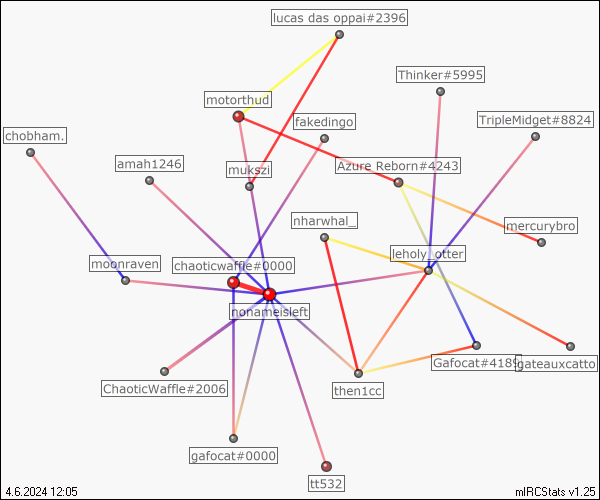 lucas das oppai#2396
Thinker#5995
motorthud
TripleMidget#8824
fakedingo
chobham.
amah1246
mukszi
Azure Reborn#4243
nharwhal_
mercurybro
leholy_otter
moonraven
chaoticwaffle#0000
nonameisleft
Gafocat#4189
gateauxcatto
ChaoticWaffle#2006
then1cc
gafocat#0000
tt532
4.6.2024 12:05
mIRCStats v1.25